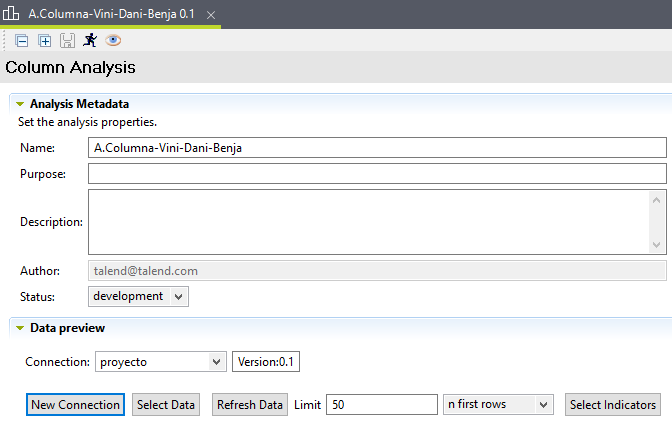 A.Columna-Vini-Dani-Benja 0.1
Column Analysis
Analysis Metadata
Set the analysis properties.
Name: A.Columna-Vini-Dani-Benja
Purpose:
Description:
Author: talend@talend.com
Status: development
Data preview
Connection: proyecto Version:0.1
New Connection Select Data Refresh Data Limit 50 n first rows Select Indicators